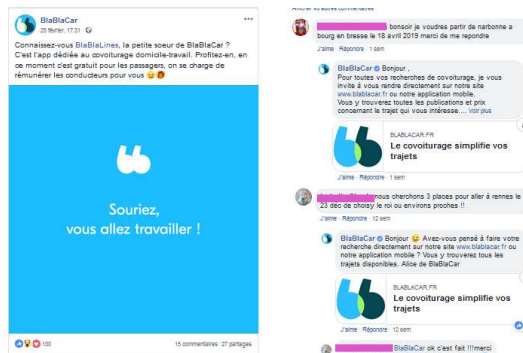 BlaBlaCar
25 février, 17:31
Connaissez-vous BlaBlaLines, la petite soeur de BlaBlaCar ?
C'est l'app dédiée au covoiturage domicile-travail. Profitez-en, en
ce moment c'est gratuit pour les passagers, on se charge de
rémunérer les conducteurs pour vous
Souriez,
vous allez travailler !
100
15 commentaires 27 partages
Afficher 43 autres commentaires
bonsoir je voudres partir de narbonne a
bourg en bresse le 18 avril 2019 merci de me repondre
J'aime · Répondre · 1 sem
BlaBlaCar Bonjour ,
Pour toutes vos recherches de covoiturage, je vous
invite à vous rendre directement sur notre site
www.blablacar.fr ou notre application mobile.
Vous y trouverez toutes les publications et prix
concernant le trajet qui vous intéresse.... Voir plus
BLABLACAR.FR
Le covoiturage simplifie vos
trajets
J'aime · Répondre · 1 sem
nous cherchons 3 places pour aller à rennes le
23 dec de choisy le roi ou environs proches !!
J'aime · Répondre · 12 sem
BlaBlaCar Bonjour Avez-vous pensé à faire votre
recherche directement sur notre site www.blablacar.fr ou
notre application mobile ? Vous y trouverez tous les
trajets disponibles. Alice de BlaBlaCar
BLABLACAR.FR
Le covoiturage simplifie vos
trajets
J'aime · Répondre · 12 sem
BlaBlaCar ok c'est fait !!!merci